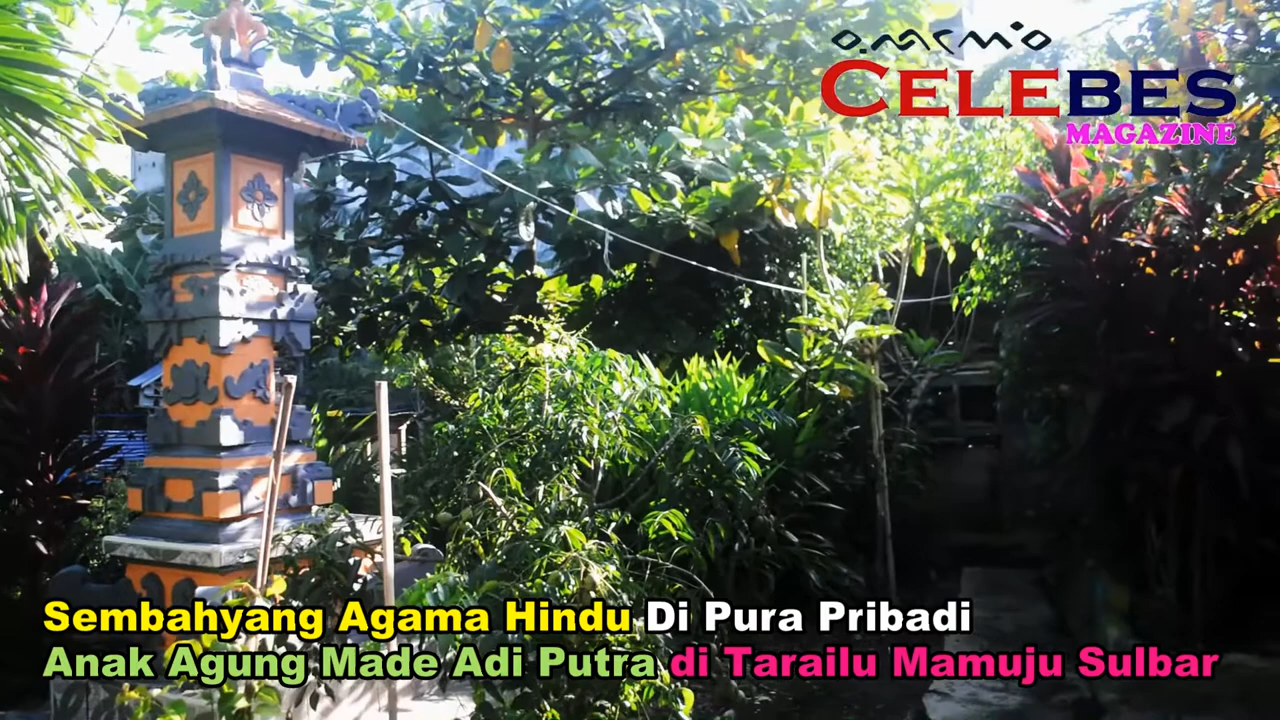 CELEBES
MAGAZINE
Sembahyang Agama Hindu Di Pura Pribadi
Anak Agung Made Adi Putra di Tarailu Mamuju Sulbar